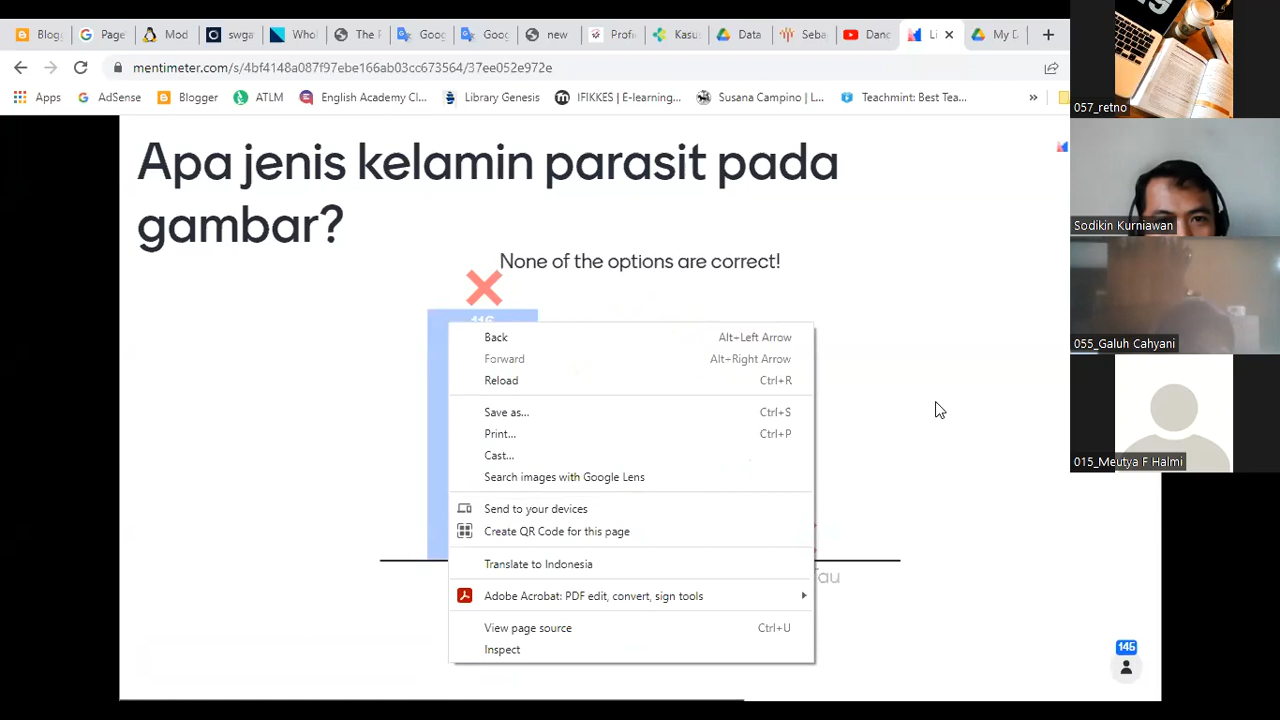 Blogg
Page
Mod
swga
Whol
The P
Goog
Goog
new
Profil
Kasus
Data
Seba
Danc
Li
My D
mentimeter.com/s/4bf4148a087f97ebe166ab03cc673564/37ee052e972e
Apps
AdSense
Blogger
ATLM
English Academy Cl...
Library Genesis
IFIKKES | E-learning...
Susana Campino | L...
Teachmint: Best Tea...
Apa jenis kelamin parasit pada
gambar?
None of the options are correct!
Back Alt+Left Arrow
Forward Alt+Right Arrow
Reload Ctrl+R
Save as... Ctrl+S
Print... Ctrl+P
Cast...
Search images with Google Lens
Send to your devices
Create QR Code for this page
Translate to Indonesia
Adobe Acrobat: PDF edit, convert, sign tools
View page source Ctrl+U
Inspect
Tau
145
057_retno
Sodikin Kurniawan
055_Galuh Cahyani
015_Meutya F Halmi